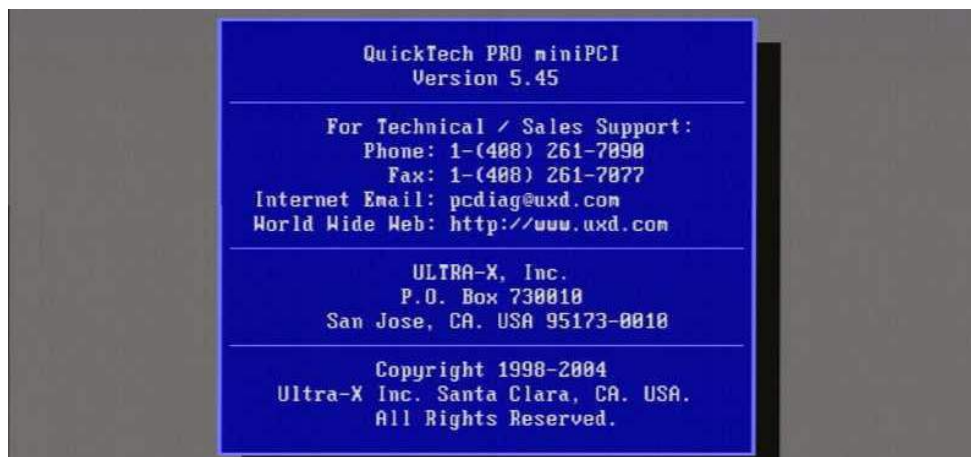 QuickTech PRO miniPCI
Version 5.45
For Technical / Sales Support:
Phone: 1-(408) 261-7090
Fax: 1-(408) 261-7077
Internet Email: pcdiag@uxd.com
World Wide Web: http://www.uxd.com
ULTRA-X, Inc.
P.O. Box 730010
San Jose, CA. USA 95173-0010
Copyright 1998-2004
Ultra-X Inc. Santa Clara, CA. USA.
All Rights Reserved.